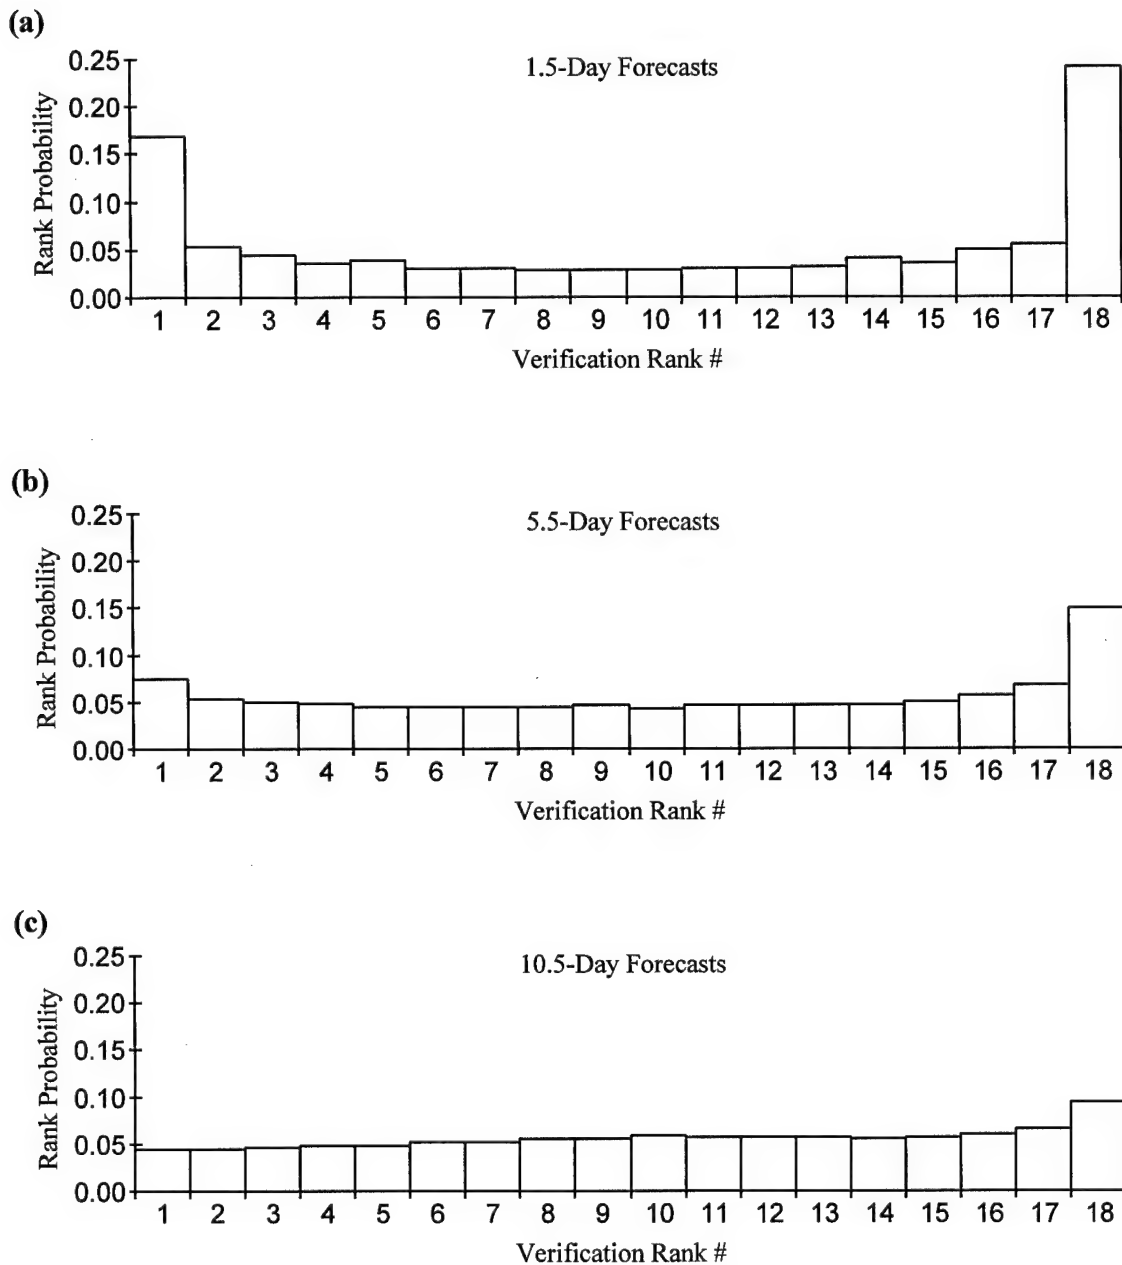 (a)
1.5-Day Forecasts
Rank Probability
0.25
0.20
0.15
0.10
0.05
0.00
1 2 3 4 5 6 7 8 9 10 11 12 13 14 15 16 17 18
Verification Rank #
(b)
5.5-Day Forecasts
Rank Probability
0.25
0.20
0.15
0.10
0.05
0.00
1 2 3 4 5 6 7 8 9 10 11 12 13 14 15 16 17 18
Verification Rank #
(c)
10.5-Day Forecasts
Rank Probability
0.25
0.20
0.15
0.10
0.05
0.00
1 2 3 4 5 6 7 8 9 10 11 12 13 14 15 16 17 18
Verification Rank #